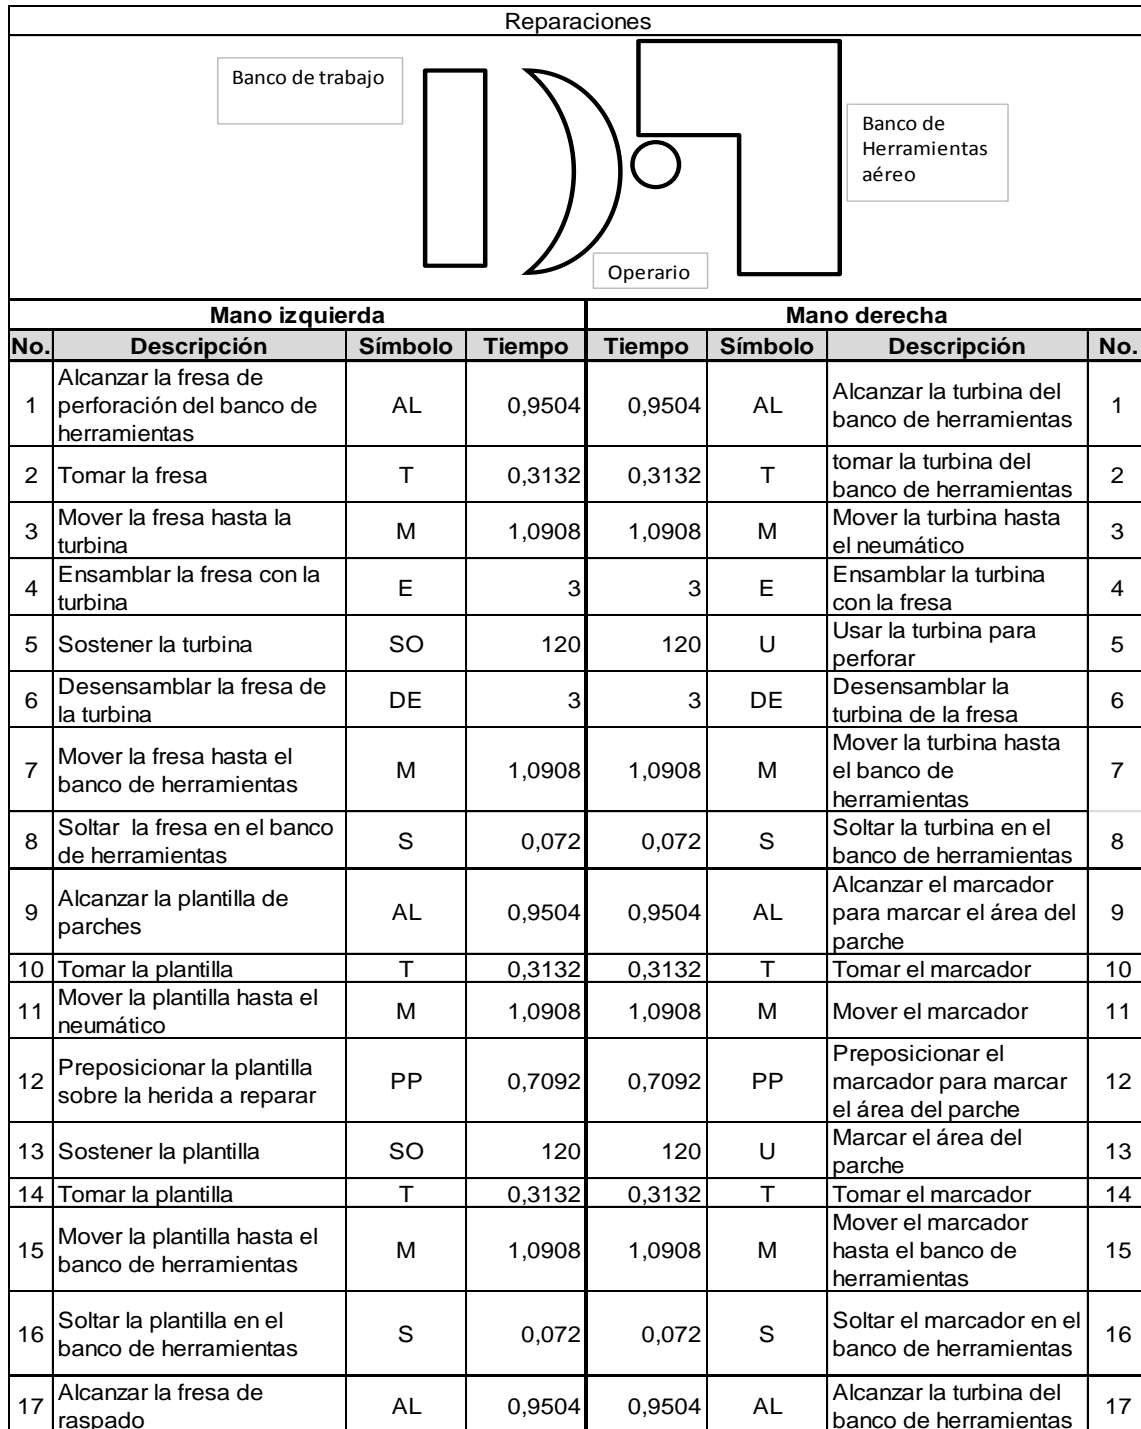 Reparaciones
Banco de trabajo
Banco de
Herramientas
aéreo
Operario
Mano izquierda Mano derecha
No. Descripción Símbolo Tiempo Tiempo Símbolo Descripción No.
1 Alcanzar la fresa de perforación del banco de herramientas AL 0,9504 0,9504 AL Alcanzar la turbina del banco de herramientas 1
2 Tomar la fresa T 0,3132 0,3132 T tomar la turbina del banco de herramientas 2
3 Mover la fresa hasta la turbina M 1,0908 1,0908 M Mover la turbina hasta el neumático 3
4 Ensamblar la fresa con la turbina E 3 3 E Ensamblar la turbina con la fresa 4
5 Sostener la turbina SO 120 120 U Usar la turbina para perforar 5
6 Desensamblar la fresa de la turbina DE 3 3 DE Desensamblar la turbina de la fresa 6
7 Mover la fresa hasta el banco de herramientas M 1,0908 1,0908 M Mover la turbina hasta el banco de herramientas 7
8 Soltar la fresa en el banco de herramientas S 0,072 0,072 S Soltar la turbina en el banco de herramientas 8
9 Alcanzar la plantilla de parches AL 0,9504 0,9504 AL Alcanzar el marcador para marcar el área del parche 9
10 Tomar la plantilla T 0,3132 0,3132 T Tomar el marcador 10
11 Mover la plantilla hasta el neumático M 1,0908 1,0908 M Mover el marcador 11
12 Preposicionar la plantilla sobre la herida a reparar PP 0,7092 0,7092 PP Preposicionar el marcador para marcar el área del parche 12
13 Sostener la plantilla SO 120 120 U Marcar el área del parche 13
14 Tomar la plantilla T 0,3132 0,3132 T Tomar el marcador 14
15 Mover la plantilla hasta el banco de herramientas M 1,0908 1,0908 M Mover el marcador hasta el banco de herramientas 15
16 Soltar la plantilla en el banco de herramientas S 0,072 0,072 S Soltar el marcador en el banco de herramientas 16
17 Alcanzar la fresa de raspado AL 0,9504 0,9504 AL Alcanzar la turbina del banco de herramientas 17